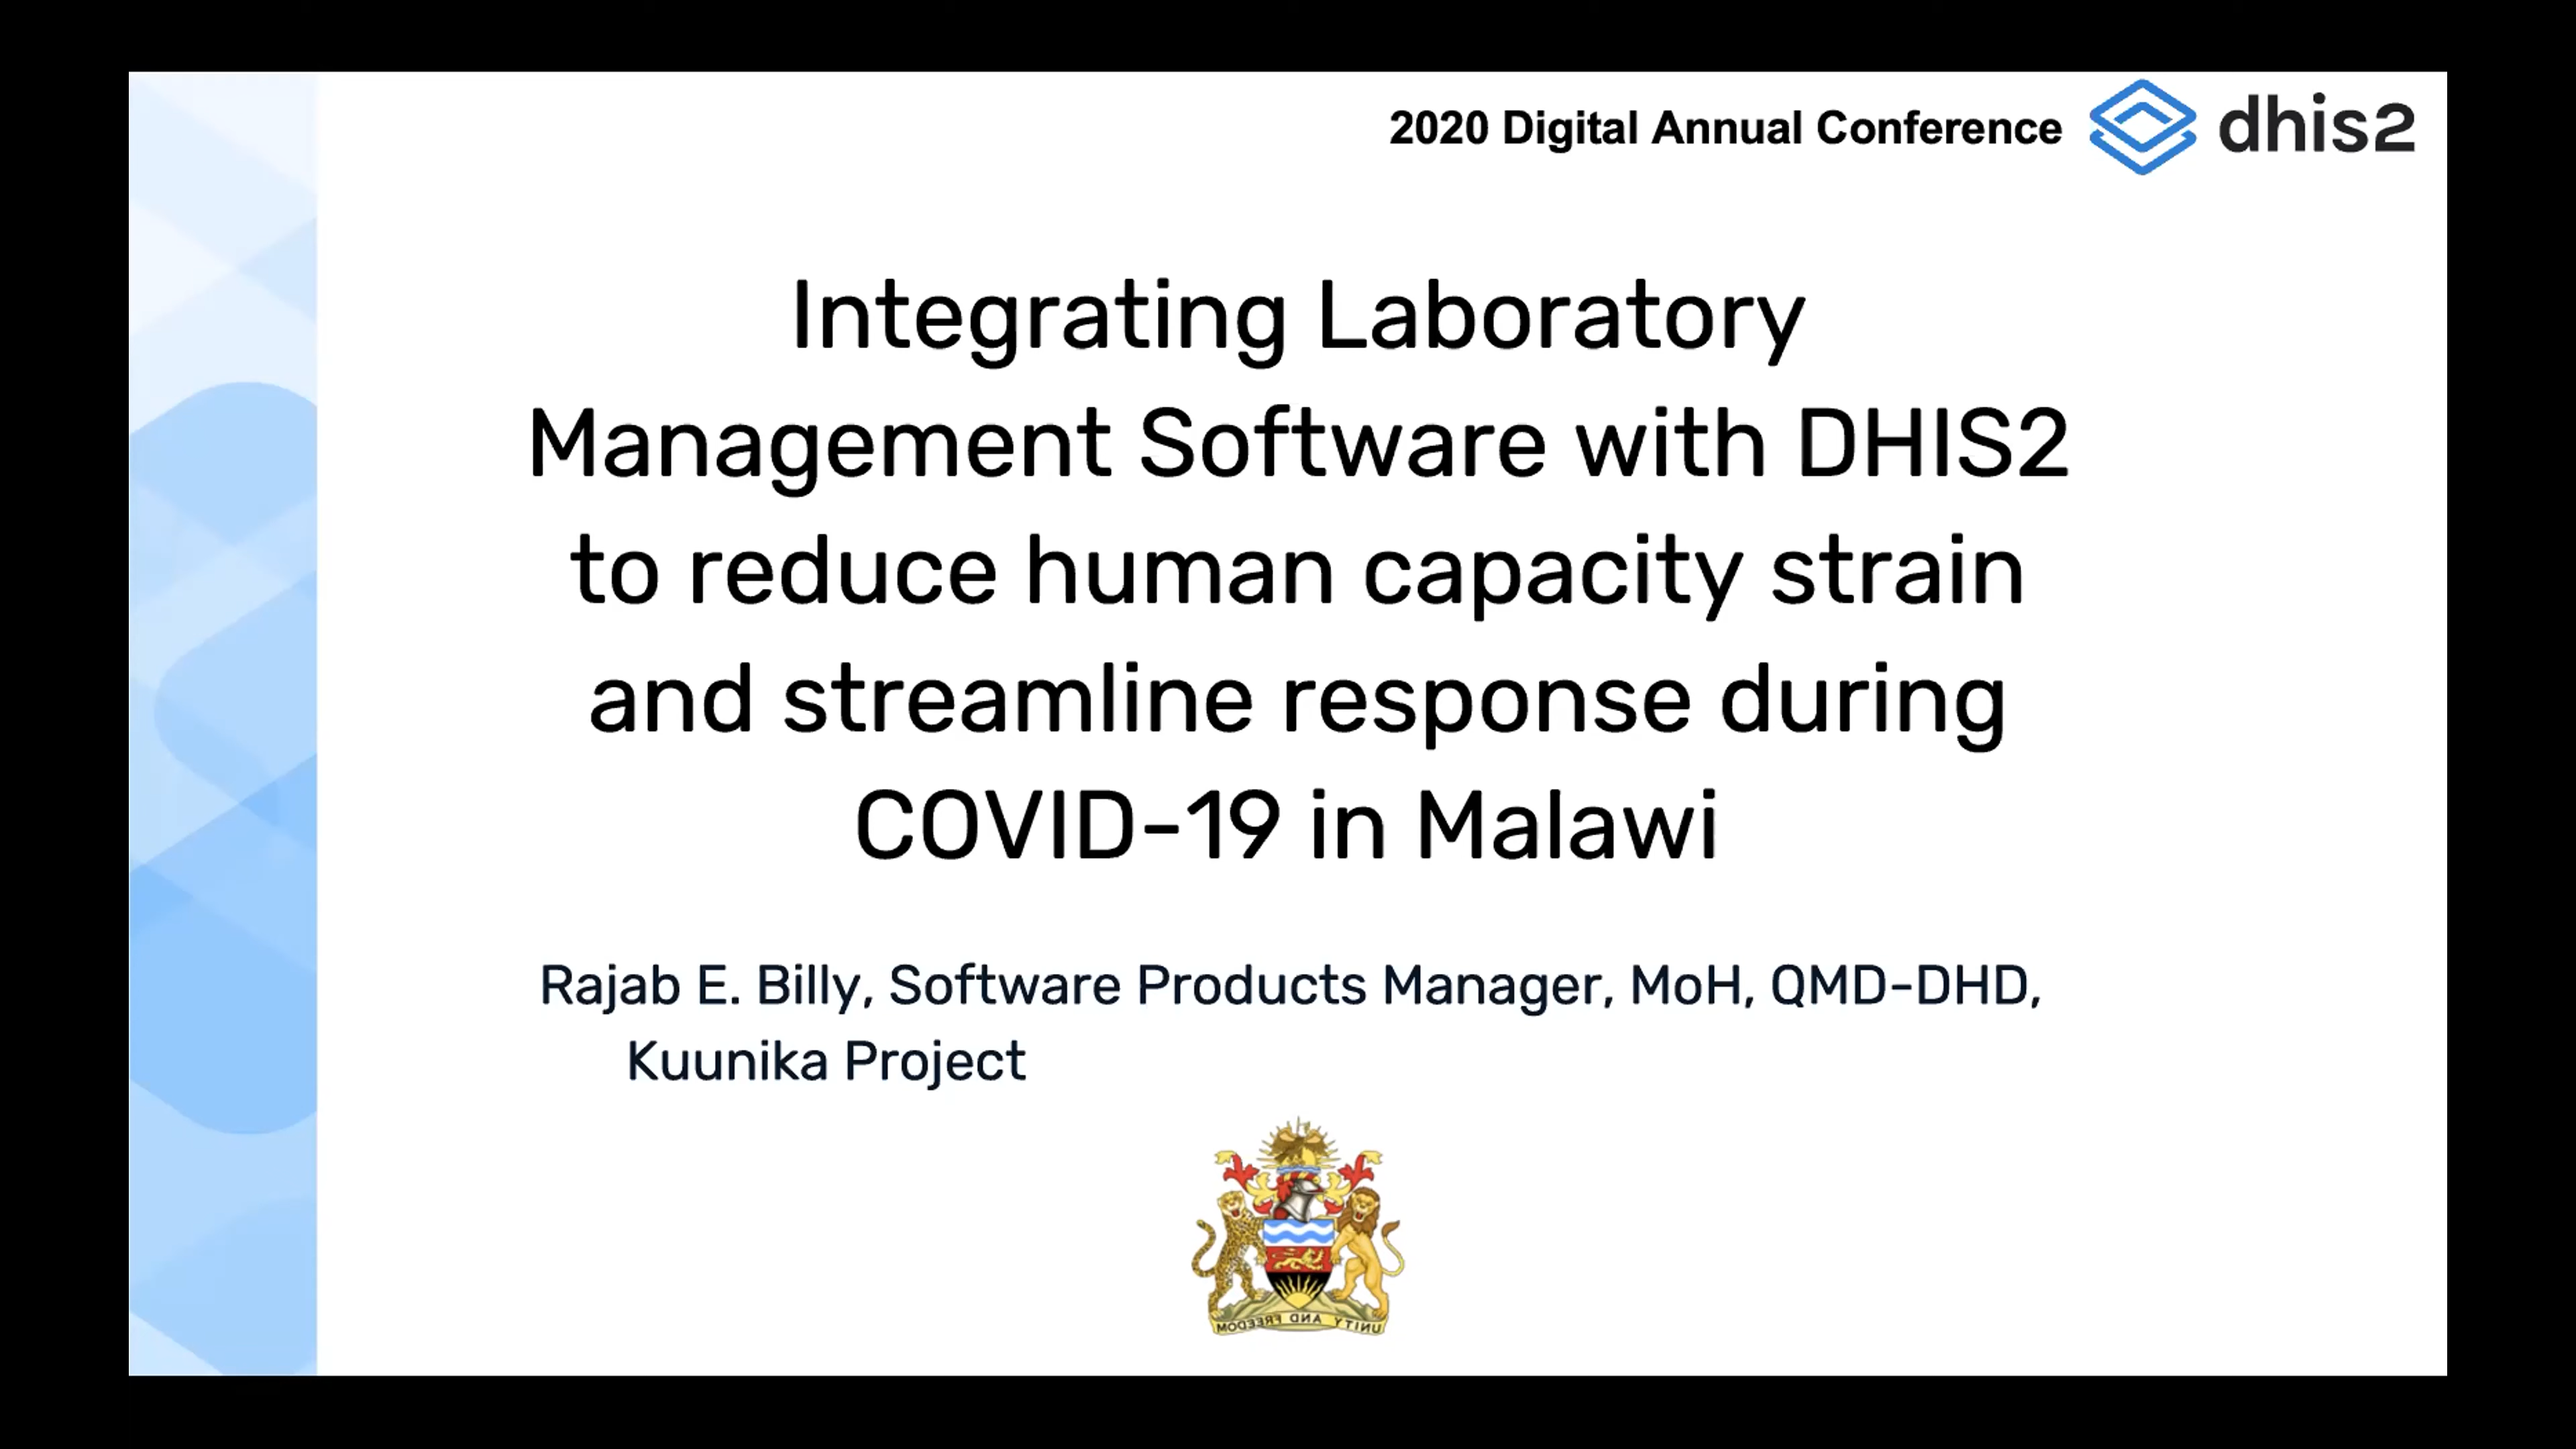 2020 Digital Annual Conference dhis2
Integrating Laboratory
Management Software with DHIS2
to reduce human capacity strain
and streamline response during
COVID-19 in Malawi
Rajab E. Billy, Software Products Manager, MoH, QMD-DHD,
Kuunika Project
UNITY AND FREEDOM